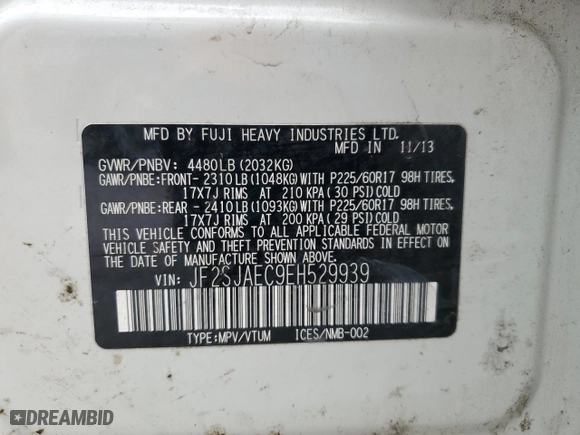 MFD BY FUJI HEAVY INDUSTRIES LTD.
MFD IN 11/13
GVWR/PNBV: 4480LB(2032KG)
GAWR/PNBE:FRONT-2310LB(1048KG)WITH P225/60R17 98H TIRES,
17X7J RIMS AT 210 KPA(30 PSI)COLD
GAWR/PNBE:REAR -2410LB(1093KG)WITH P225/60R17 98H TIRES,
17X7J RIMS AT 200 KPA(29 PSI)COLD
THIS VEHICLE CONFORMS TO ALL APPLICABLE FEDERAL MOTOR
VEHICLE SAFETY AND THEFT PREVENTION STANDARDS IN EFFECT ON
THE DATE OF MANUFACTURE SHOWN ABOVE.
VIN: JF2SJAEC9EH529939
TYPE:MPV/VTUM ICES/NMB-002
DREAMBID